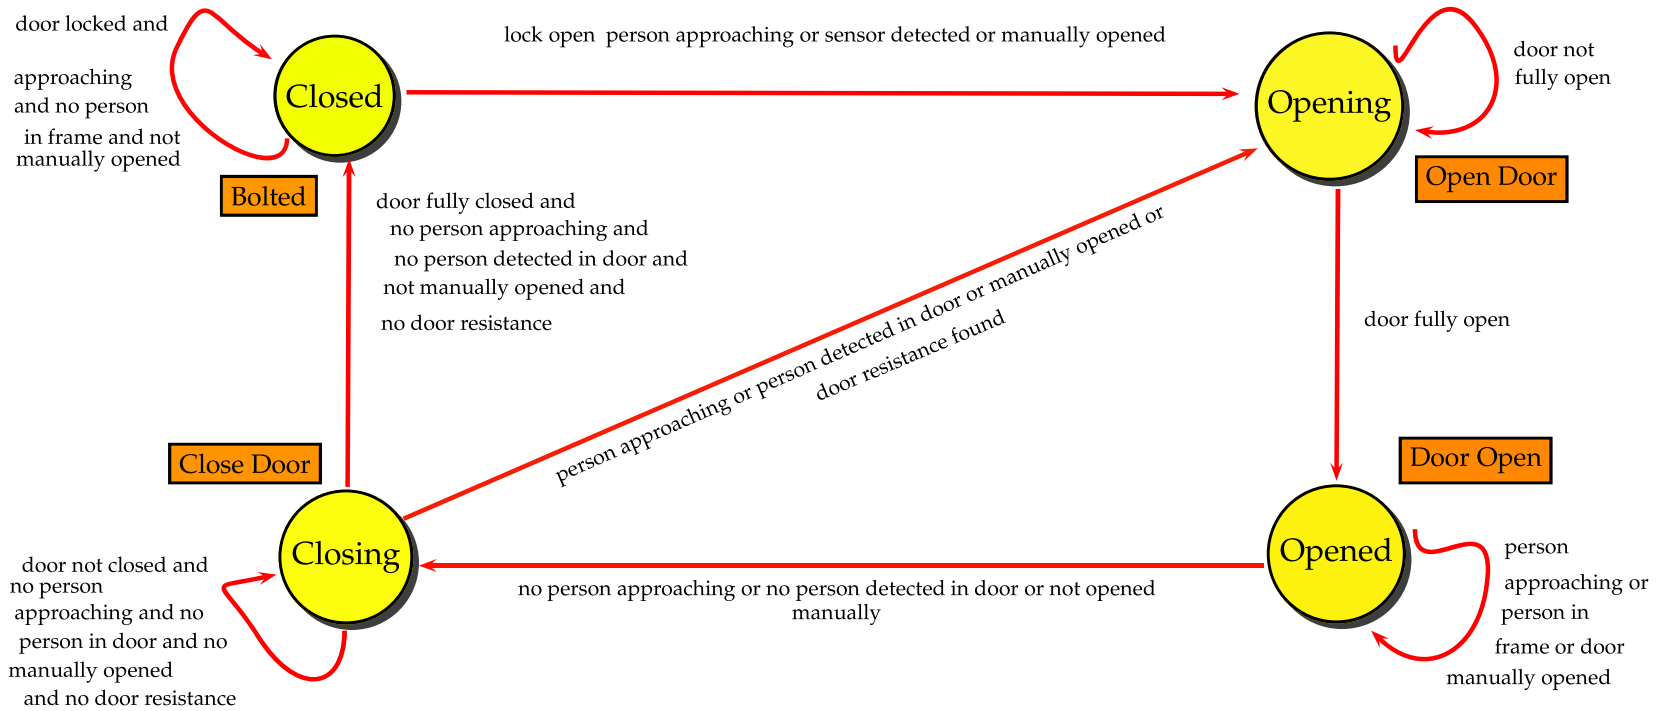 door locked and
approaching
and no person
in frame and not
manually opened
Closed
Bolted
lock open  person approaching or sensor detected or manually opened
Opening
door not
fully open
Open Door
door fully closed and
no person approaching and
no person detected in door and
not manually opened and
no door resistance
person approaching or person detected in door or manually opened or
door resistance found
door fully open
Close Door
Closing
door not closed and
no person
approaching and no
person in door and no
manually opened
and no door resistance
no person approaching or no person detected in door or not opened
manually
Door Open
Opened
person
approaching or
person in
frame or door
manually opened